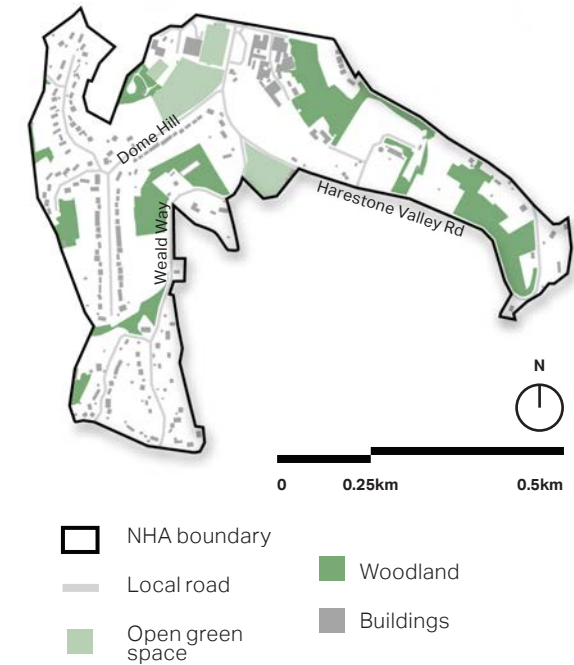 Dome Hill
Harestone Valley Rd
Weald Way
N
0 0.25km 0.5km
NHA boundary
Local road
Open green
space
Woodland
Buildings